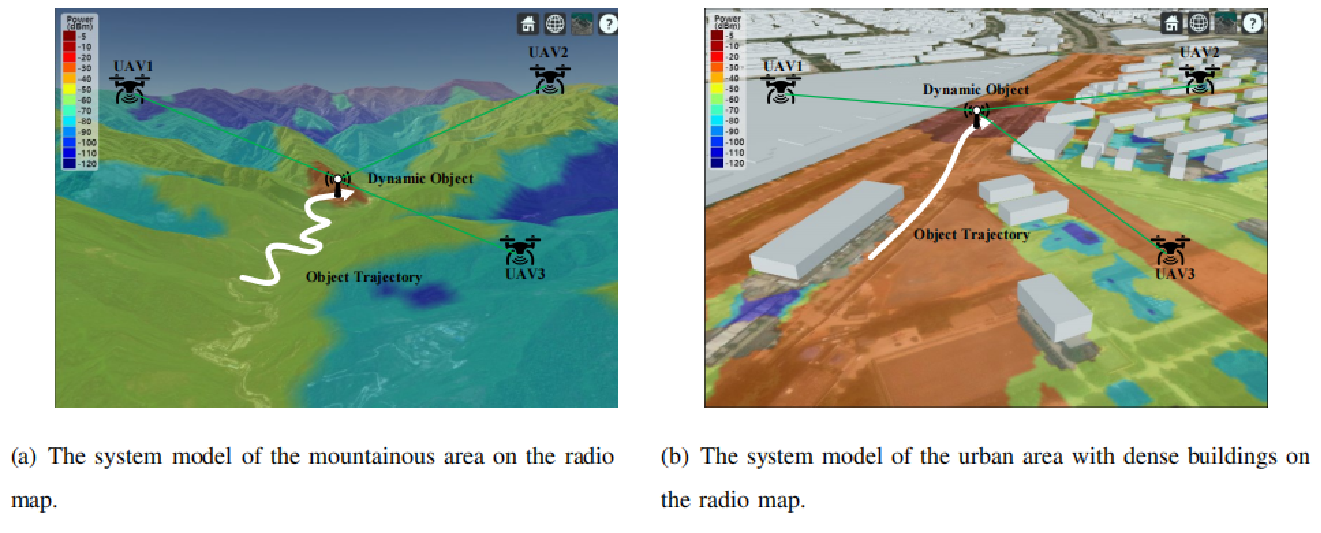 Power
(dBm)
-5
-10
-20
-30
-40
-50
-60
-70
-80
-90
-100
-110
-120
UAV1
UAV2
?
Dynamic Object
UAV3
Object Trajectory
Power
(dBm)
-5
-10
-20
-30
-40
-50
-60
-70
-80
-90
-100
-110
-120
UAV1
UAV2
?
Dynamic Object
Object Trajectory
UAV3
(a) The system model of the mountainous area on the radio
map.
(b) The system model of the urban area with dense buildings on
the radio map.